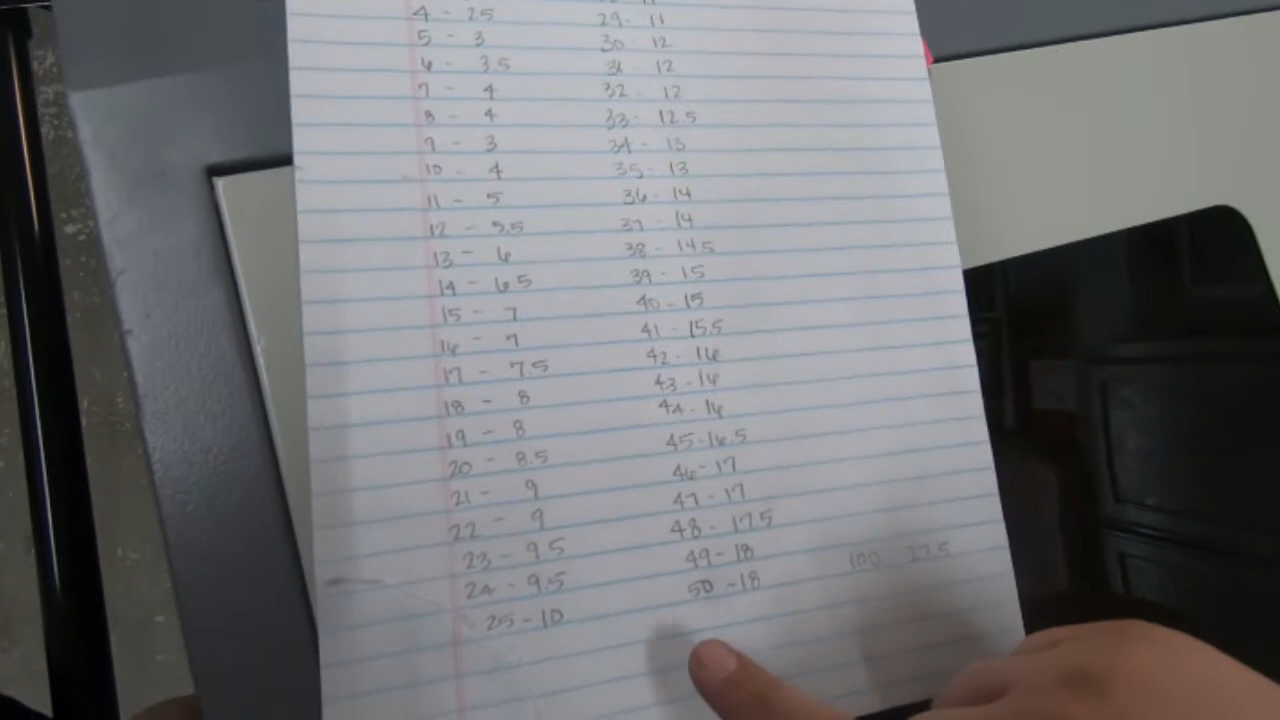 4 - 2.5
5 - 3
6 - 3.5
7 - 4
8 - 4
9 - 3
10 - 4
11 - 5
12 - 5.5
13 - 6
14 - 6.5
15 - 7
16 - 7
17 - 7.5
18 - 8
19 - 8
20 - 8.5
21 - 9
22 - 9
23 - 9.5
24 - 9.5
25 - 10
29 - 11
30 - 12
31 - 12
32 - 12
33 - 12.5
34 - 13
35 - 13
36 - 14
37 - 14
38 - 14.5
39 - 15
40 - 15
41 - 15.5
42 - 16
43 - 16
44 - 16
45 - 16.5
46 - 17
47 - 17
48 - 17.5
49 - 18
50 - 18
100